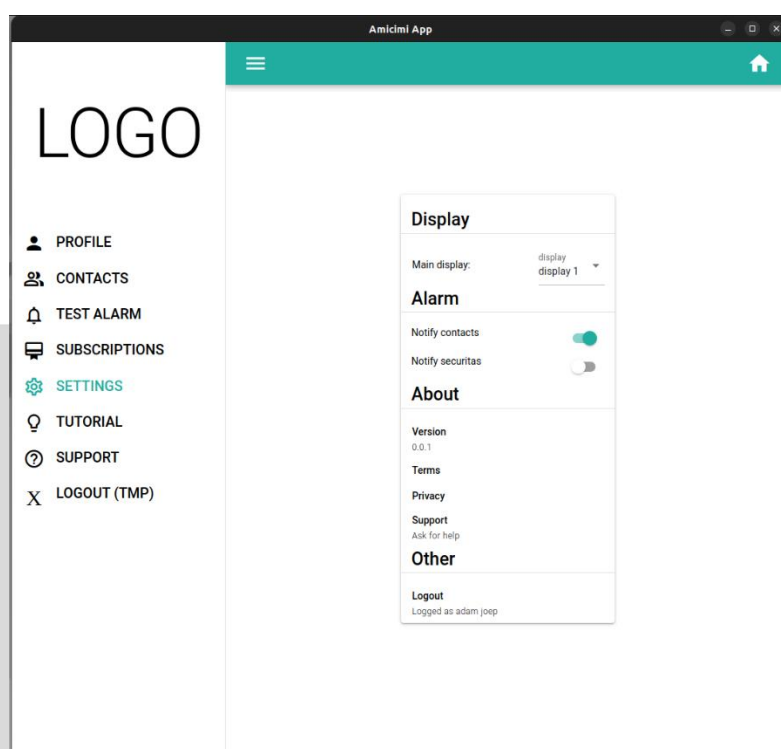 Amicimi App
LOGO
PROFILE
CONTACTS
TEST ALARM
SUBSCRIPTIONS
SETTINGS
TUTORIAL
SUPPORT
X LOGOUT (TMP)
Display
display
Main display: display 1
Alarm
Notify contacts
Notify securitas
About
Version
0.0.1
Terms
Privacy
Support
Ask for help
Other
Logout
Logged as adam joep